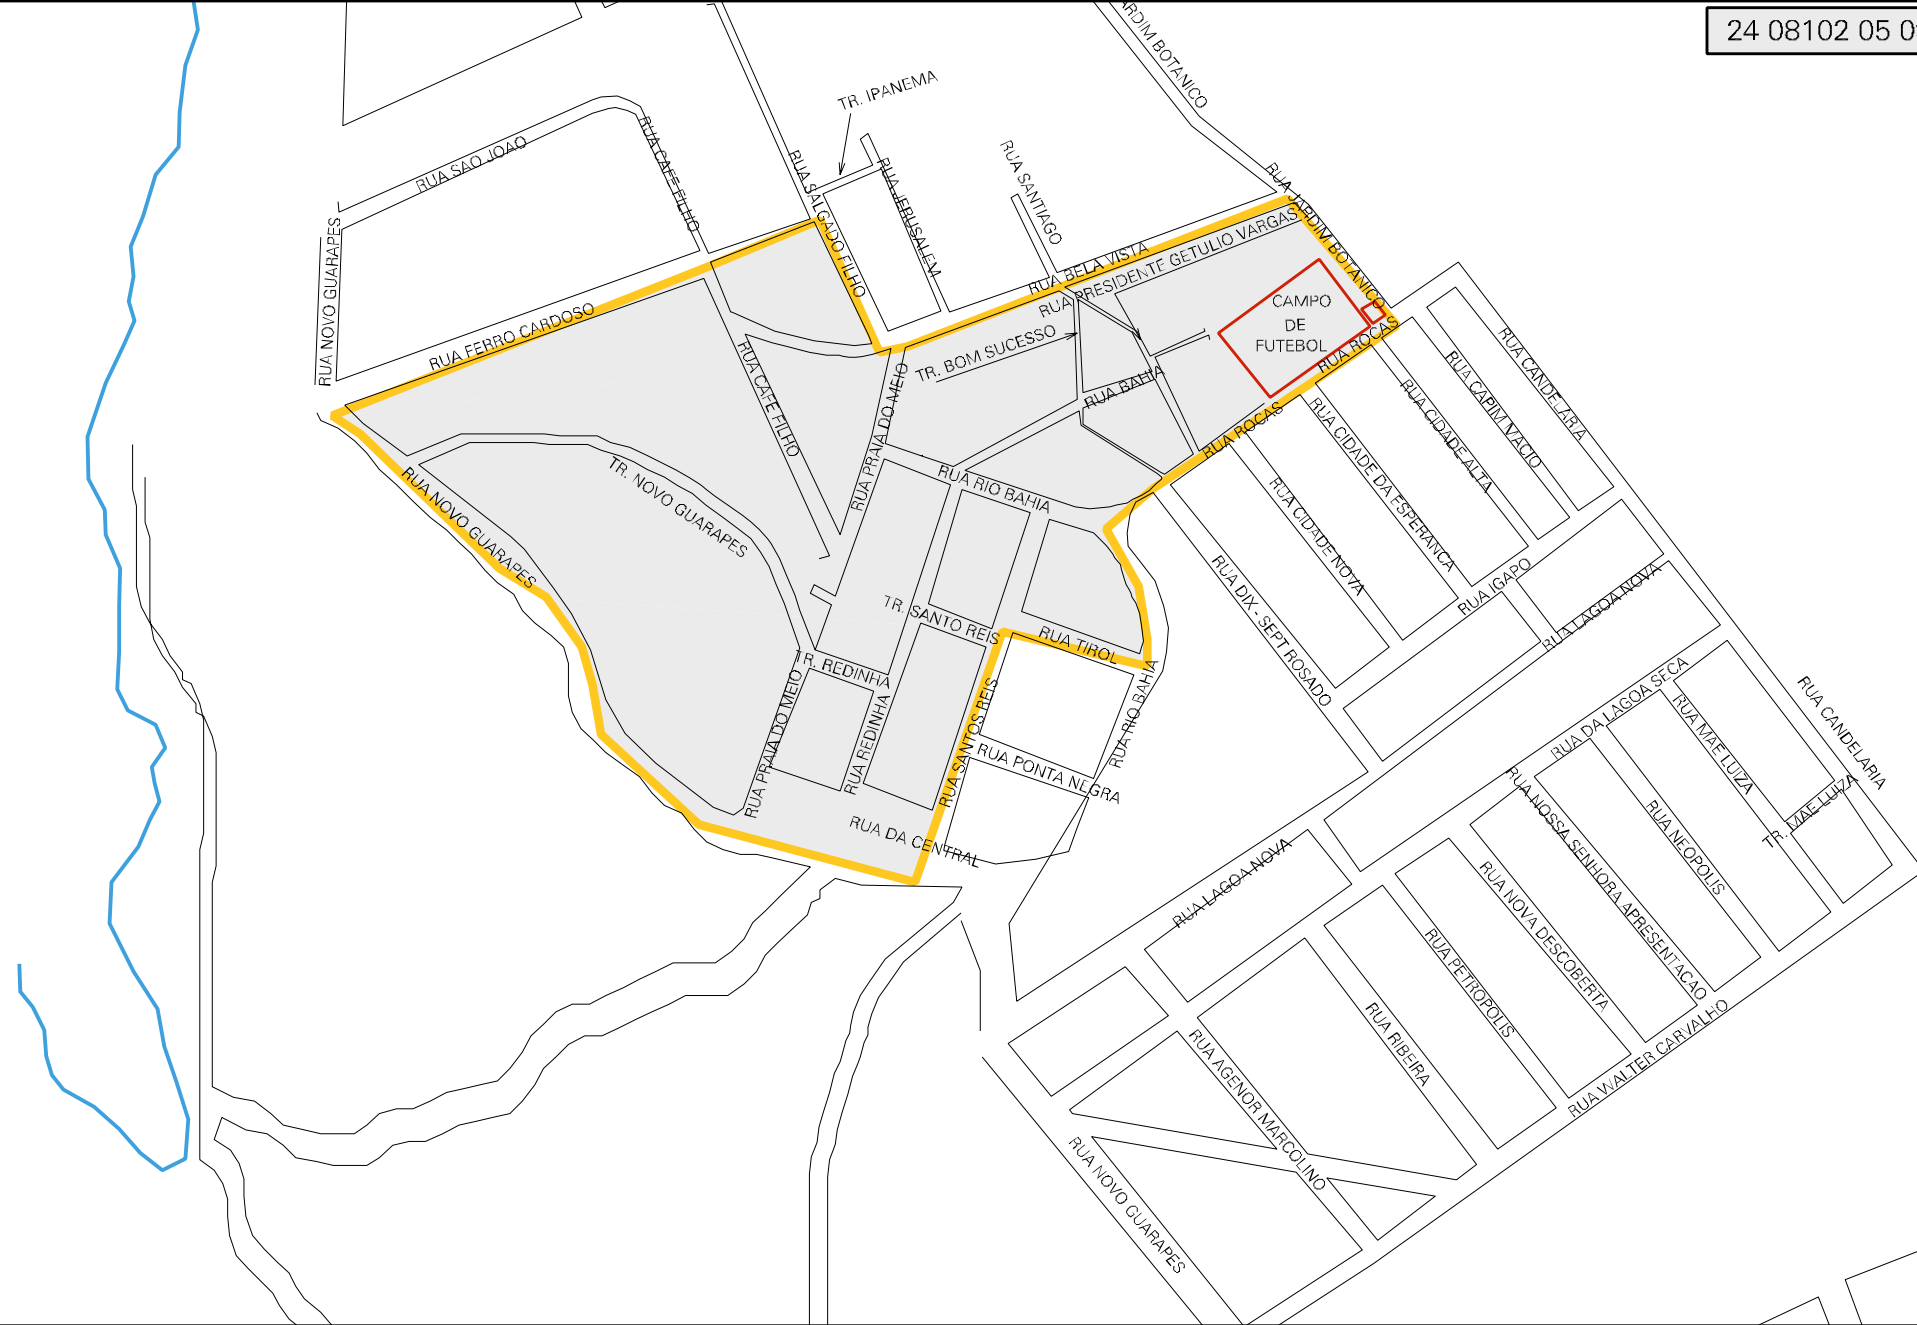 24 08102 05 0
JARDIM BOTANICO
TR. IPANEMA
RUA SAO JOAO
RUA CAFE FILHO
RUA SALGADO FILHO
RUA JERUSALEM
RUA SANTIAGO
RUA JARDIM BOTANICO
RUA NOVO GUARAPES
RUA BELA VISTA
RUA PRESIDENTE GETULIO VARGAS
RUA FERRO CARDOSO
CAMPO
DE
FUTEBOL
TR. BOM SUCESSO
RUA ROCAS
RUA CAFE FILHO
RUA PRAIA DO MEIO
RUA BAHIA
RUA ROCAS
RUA CANDELARIA
RUA CAPIM MACIO
RUA CIDADE ALTA
RUA CIDADE DA ESPERANCA
RUA CIDADE NOVA
RUA NOVO GUARAPES
TR. NOVO GUARAPES
RUA RIO BAHIA
RUA DIX - SEPT ROSADO
RUA IGAPO
RUA LAGOA NOVA
TR. SANTO REIS
RUA TIROL
TR. REDINHA
RUA PRAIA DO MEIO
RUA REDINHA
RUA SANTOS REIS
RUA RIO BAHIA
RUA PONTA NEGRA
RUA DA CENTRAL
RUA DA LAGOA SECA
RUA MAE LUIZA
RUA CANDELARIA
TR. MAE LUIZA
RUA NOSSA SENHORA APRESENTACAO
RUA NEOPOLIS
RUA LAGOA NOVA
RUA NOVA DESCOBERTA
RUA PETROPOLIS
RUA RIBEIRA
RUA AGENOR MARCOLINO
RUA WALTER CARVALHO
RUA NOVO GUARAPES